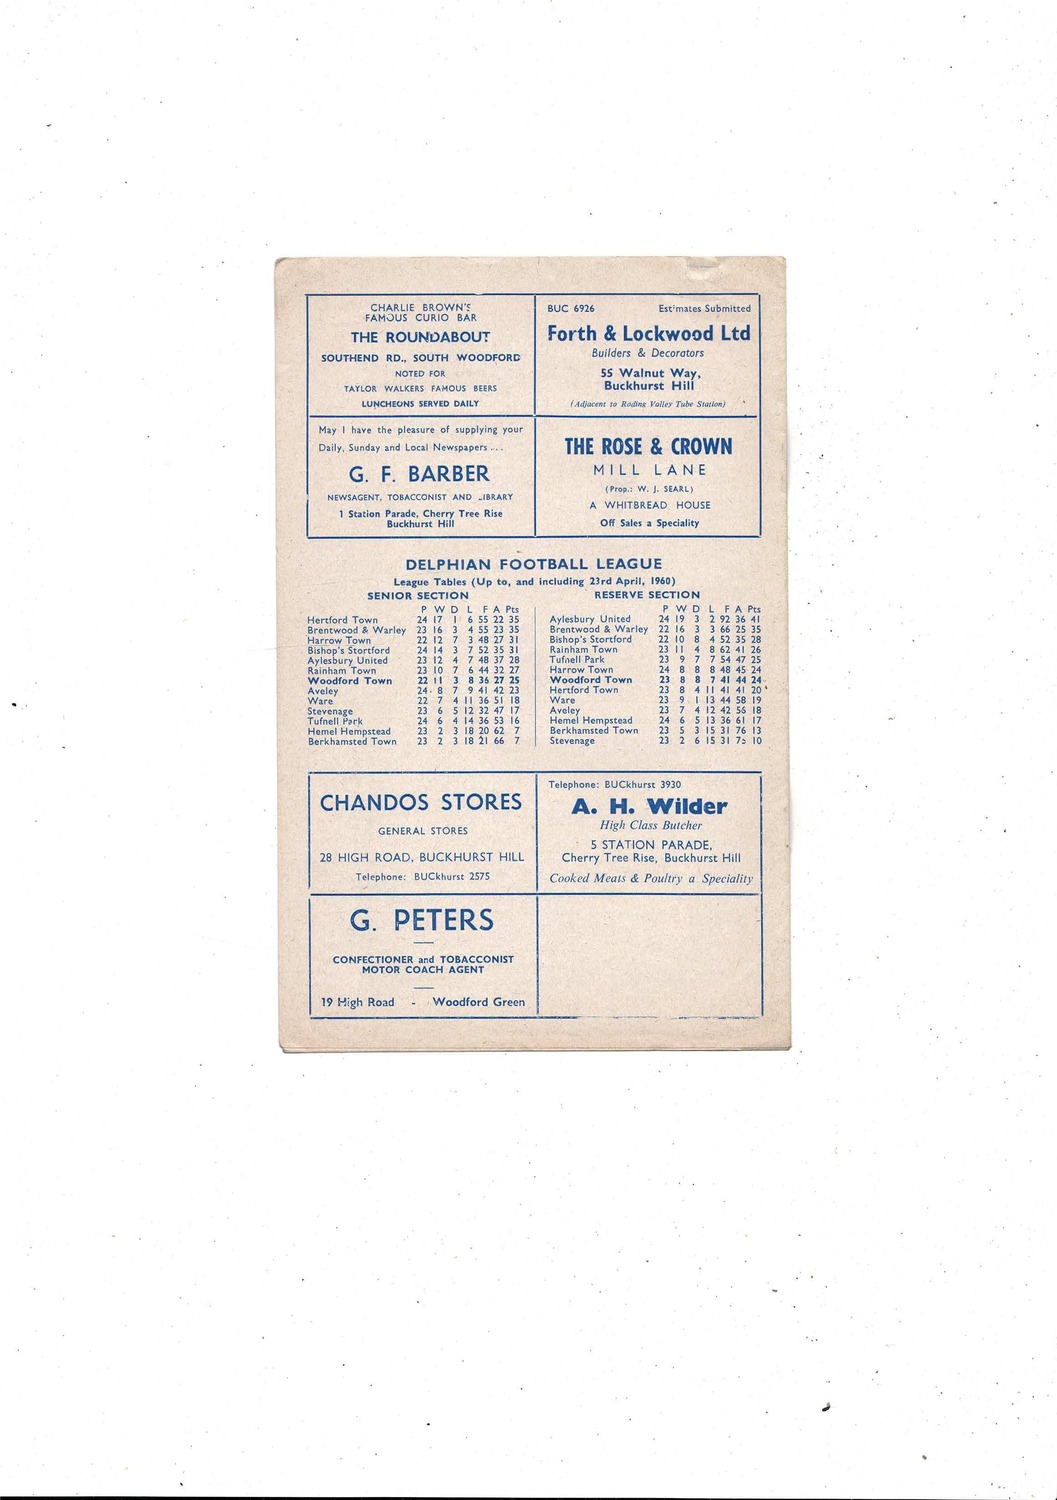 CHARLIE BROWN'S
FAMOUS CURIO BAR
THE ROUNDABOUT
SOUTHEND RD., SOUTH WOODFORD
NOTED FOR
TAYLOR WALKERS FAMOUS BEERS
LUNCHEONS SERVED DAILY
BUC 6926 Estimates Submitted
Forth & Lockwood Ltd
Builders & Decorators
55 Walnut Way,
Buckhurst Hill
(Adjacent to Roding Valley Tube Station)
May I have the pleasure of supplying your
Daily, Sunday and Local Newspapers ...
G. F. BARBER
NEWSAGENT, TOBACCONIST AND LIBRARY
1 Station Parade, Cherry Tree Rise
Buckhurst Hill
THE ROSE & CROWN
MILL LANE
(Prop.: W. J. SEARL)
A WHITBREAD HOUSE
Off Sales a Speciality
DELPHIAN FOOTBALL LEAGUE
League Tables (Up to, and including 23rd April, 1960)
SENIOR SECTION
P W D L F A Pts
Hertford Town 24 17 1 6 55 22 35
Brentwood & Warley 23 16 3 4 55 23 35
Harrow Town 22 12 7 3 48 27 31
Bishop's Stortford 24 14 3 7 52 35 31
Aylesbury United 23 12 4 7 48 37 28
Rainham Town 23 10 7 6 44 32 27
Woodford Town 22 11 3 8 36 27 25
Aveley 24 8 7 9 41 42 23
Ware 22 7 4 11 36 51 18
Stevenage 23 6 5 12 32 47 17
Tufnell Park 24 6 4 14 36 53 16
Hemel Hempstead 23 2 3 18 20 62 7
Berkhamsted Town 23 2 3 18 21 66 7
RESERVE SECTION
P W D L F A Pts
Aylesbury United 24 19 3 2 92 36 41
Brentwood & Warley 22 16 3 3 66 25 35
Bishop's Stortford 22 10 8 4 52 35 28
Rainham Town 23 11 4 8 62 41 26
Tufnell Park 23 9 7 7 54 47 25
Harrow Town 24 8 8 8 48 45 24
Woodford Town 23 8 8 7 41 44 24
Hertford Town 23 8 4 11 41 41 20
Ware 23 9 1 13 44 58 19
Aveley 23 7 4 12 42 56 18
Hemel Hempstead 24 6 5 13 36 61 17
Berkhamsted Town 23 5 3 15 31 76 13
Stevenage 23 2 6 15 31 10
CHANDOS STORES
GENERAL STORES
28 HIGH ROAD, BUCKHURST HILL
Telephone: BUCkhurst 2575
Telephone: BUCkhurst 3930
A. H. Wilder
High Class Butcher
5 STATION PARADE,
Cherry Tree Rise, Buckhurst Hill
Cooked Meats & Poultry a Speciality
G. PETERS
CONFECTIONER and TOBACCONIST
MOTOR COACH AGENT
19 High Road - Woodford Green